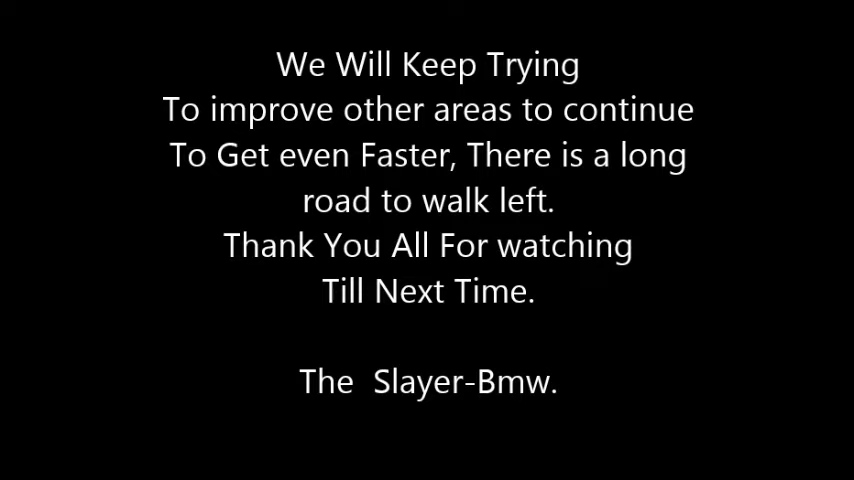 We Will Keep Trying
To improve other areas to continue
To Get even Faster, There is a long
road to walk left.
Thank You All For watching
Till Next Time.
The  Slayer-Bmw.